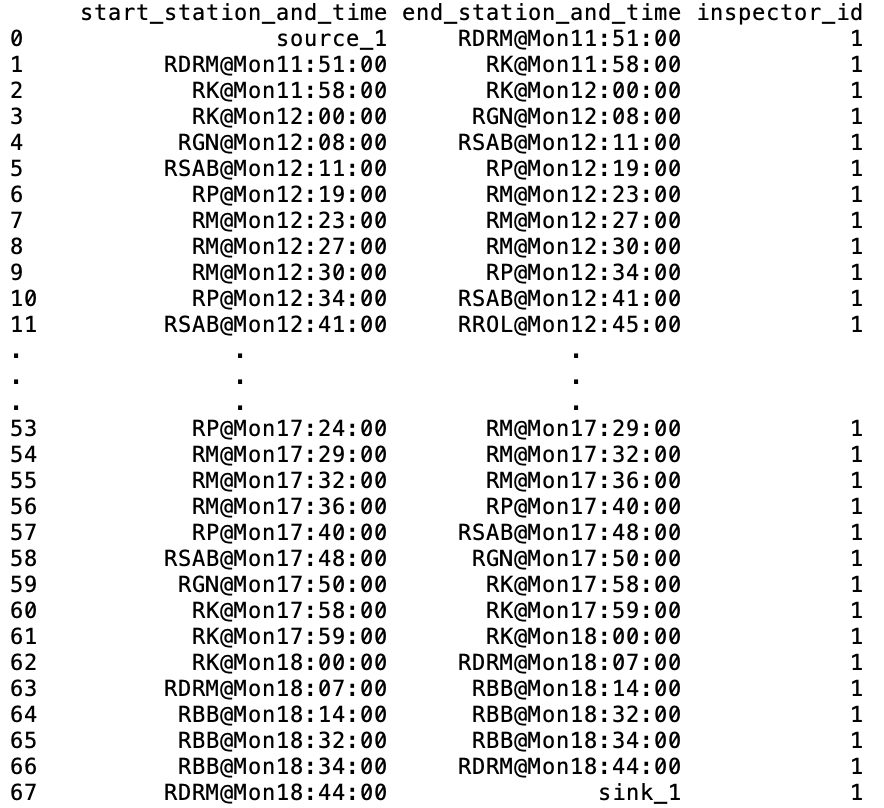 start_station_and_time end_station_and_time inspector_id
0 source_1 RDRM@Mon11:51:00 1
1 RDRM@Mon11:51:00 RK@Mon11:58:00 1
2 RK@Mon11:58:00 RK@Mon12:00:00 1
3 RK@Mon12:00:00 RGN@Mon12:08:00 1
4 RGN@Mon12:08:00 RSAB@Mon12:11:00 1
5 RSAB@Mon12:11:00 RP@Mon12:19:00 1
6 RP@Mon12:19:00 RM@Mon12:23:00 1
7 RM@Mon12:23:00 RM@Mon12:27:00 1
8 RM@Mon12:27:00 RM@Mon12:30:00 1
9 RM@Mon12:30:00 RP@Mon12:34:00 1
10 RP@Mon12:34:00 RSAB@Mon12:41:00 1
11 RSAB@Mon12:41:00 RROL@Mon12:45:00 1
. . .
. . .
. . .
53 RP@Mon17:24:00 RM@Mon17:29:00 1
54 RM@Mon17:29:00 RM@Mon17:32:00 1
55 RM@Mon17:32:00 RM@Mon17:36:00 1
56 RM@Mon17:36:00 RP@Mon17:40:00 1
57 RP@Mon17:40:00 RSAB@Mon17:48:00 1
58 RSAB@Mon17:48:00 RGN@Mon17:50:00 1
59 RGN@Mon17:50:00 RK@Mon17:58:00 1
60 RK@Mon17:58:00 RK@Mon17:59:00 1
61 RK@Mon17:59:00 RK@Mon18:00:00 1
62 RK@Mon18:00:00 RDRM@Mon18:07:00 1
63 RDRM@Mon18:07:00 RBB@Mon18:14:00 1
64 RBB@Mon18:14:00 RBB@Mon18:32:00 1
65 RBB@Mon18:32:00 RBB@Mon18:34:00 1
66 RBB@Mon18:34:00 RDRM@Mon18:44:00 1
67 RDRM@Mon18:44:00 sink_1 1